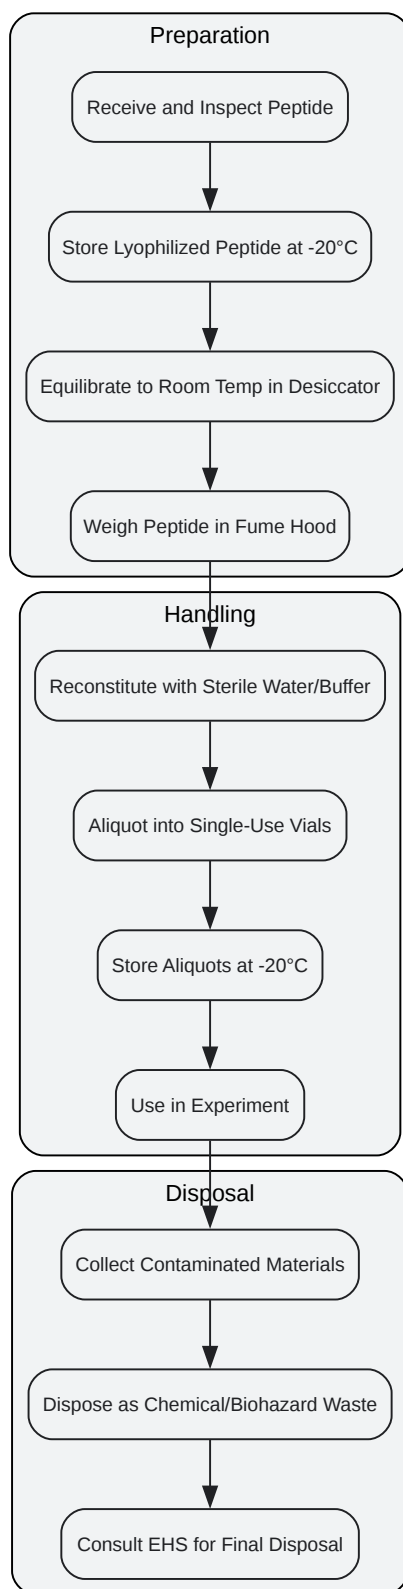 Preparation
Receive and Inspect Peptide
Store Lyophilized Peptide at -20°C
Equilibrate to Room Temp in Desiccator
Weigh Peptide in Fume Hood
Handling
Reconstitute with Sterile Water/Buffer
Aliquot into Single-Use Vials
Store Aliquots at -20°C
Use in Experiment
Disposal
Collect Contaminated Materials
Dispose as Chemical/Biohazard Waste
Consult EHS for Final Disposal